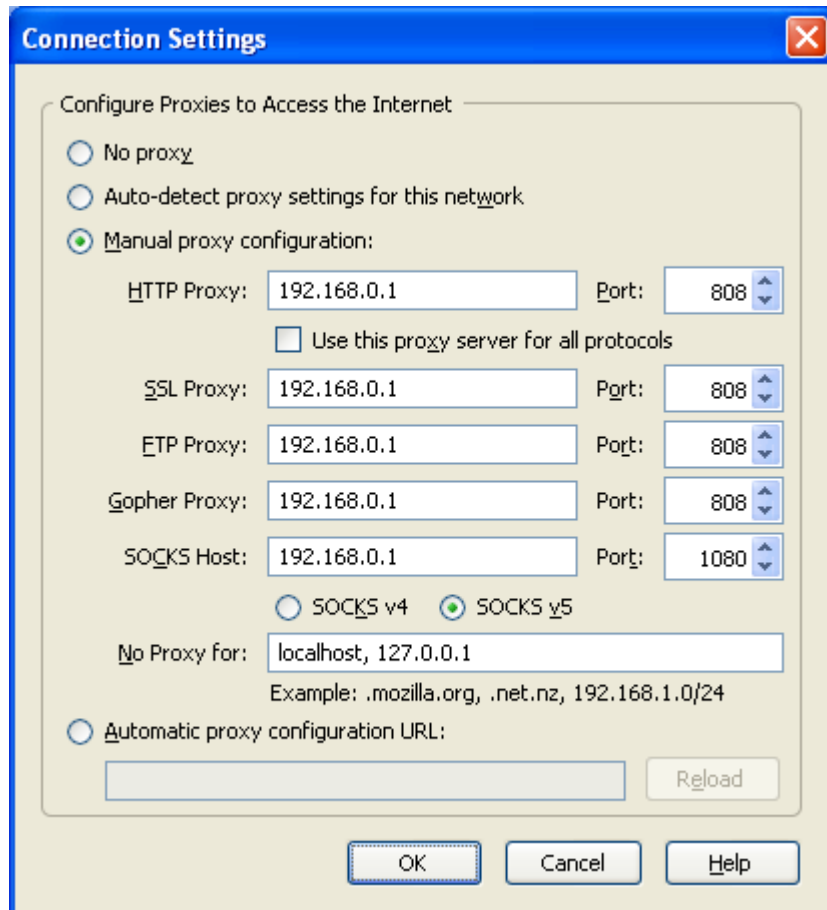 Connection Settings
Configure Proxies to Access the Internet
No proxy
Auto-detect proxy settings for this network
Manual proxy configuration:
HTTP Proxy: 192.168.0.1 Port: 808
Use this proxy server for all protocols
SSL Proxy: 192.168.0.1 Port: 808
FTP Proxy: 192.168.0.1 Port: 808
Gopher Proxy: 192.168.0.1 Port: 808
SOCKS Host: 192.168.0.1 Port: 1080
SOCKS v4 SOCKS v5
No Proxy for: localhost, 127.0.0.1
Example: .mozilla.org, .net.nz, 192.168.1.0/24
Automatic proxy configuration URL:
Reload
OK Cancel Help